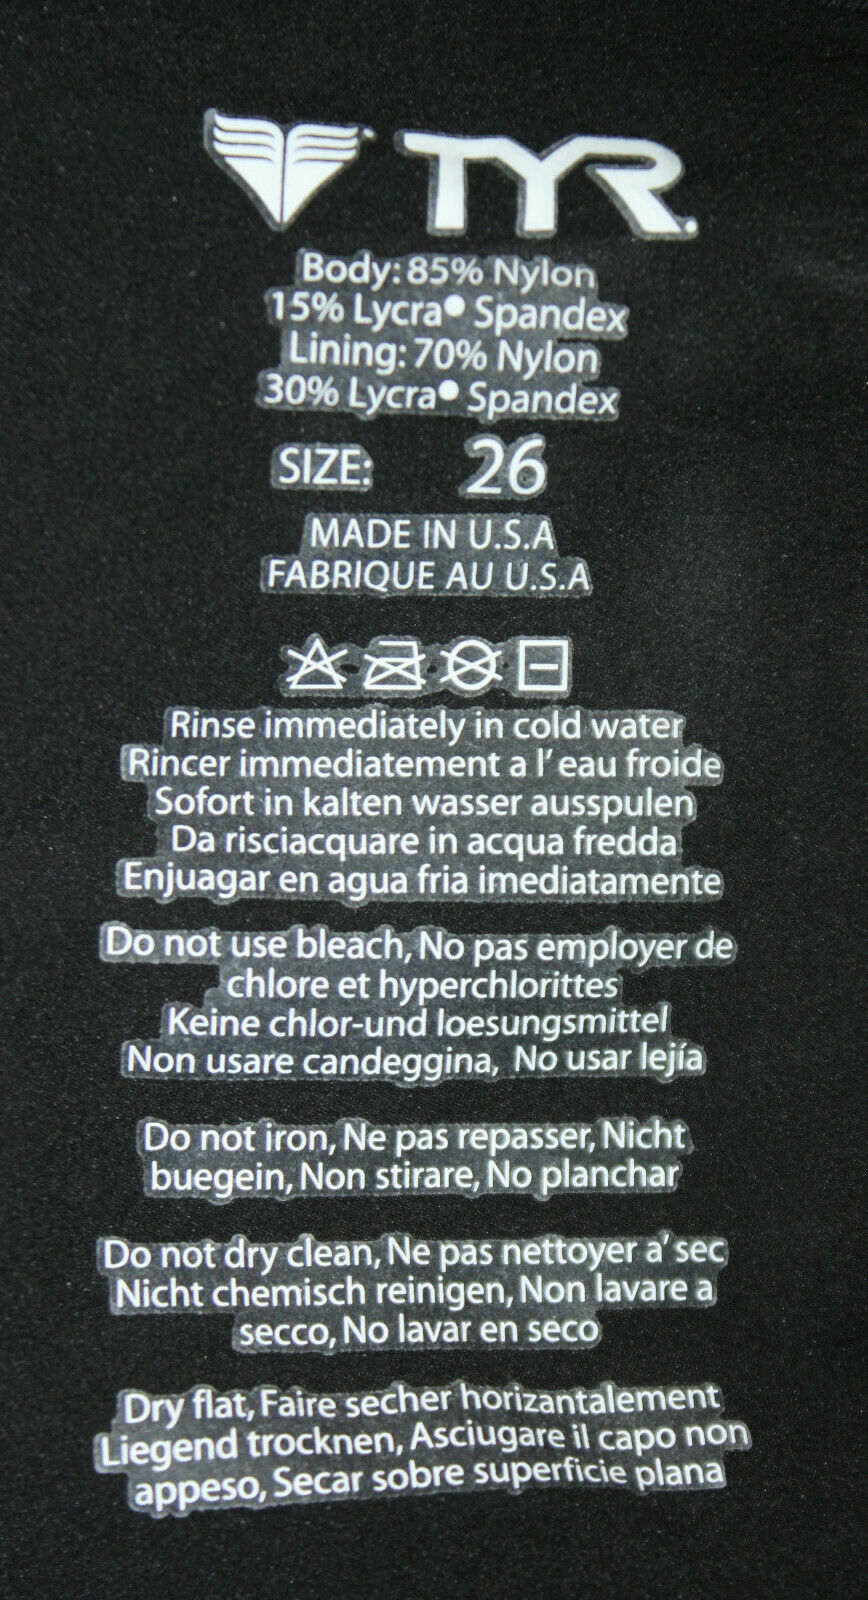 TYR
Body: 85% Nylon
15% Lycra® Spandex
Lining: 70% Nylon
30% Lycra® Spandex
SIZE: 26
MADE IN U.S.A
FABRIQUE AU U.S.A
Rinse immediately in cold water
Rincer immediatement a l'eau froide
Sofort in kalten wasser ausspulen
Da risciacquare in acqua fredda
Enjuagar en agua fria imediatamente
Do not use bleach, No pas employer de
chlore et hyperchlorittes
Keine chlor-und loesungsmittel
Non usare candeggina, No usar lejía
Do not iron, Ne pas repasser, Nicht
buegein, Non stirare, No planchar
Do not dry clean, Ne pas nettoyer a' sec
Nicht chemisch reinigen, Non lavare a
secco, No lavar en seco
Dry flat, Faire secher horizantalement
Liegend trocknen, Asciugare il capo non
appeso, Secar sobre superficie plana